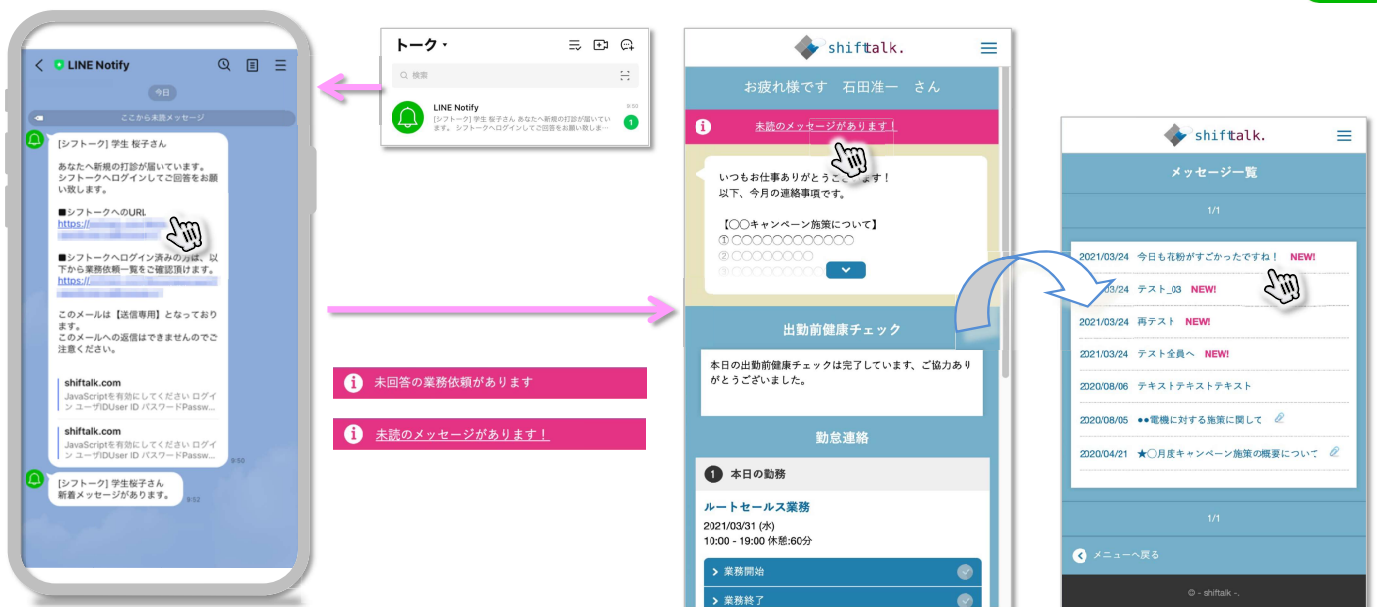 LINE Notify
今日
ここから未読メッセージ
[シフトーク] 学生 桜子さん
あなたへ新規の打診が届いています。
シフトークへログインしてご回答をお願
い致します。
■シフトークへのURL
https://
■シフトークへログイン済みの方は、以
下から業務依頼一覧をご確認頂けます。
https://
このメールは【送信専用】となっており
ます。
このメールへの返信はできませんのでご
注意ください。
shiftalk.com
JavaScriptを有効にしてください ログイ
ン ユーザIDUser ID パスワードPassw...
shiftalk.com
JavaScriptを有効にしてください ログイ
ン ユーザIDUser ID パスワードPassw...
9:50
[シフトーク] 学生桜子さん
新着メッセージがあります。
9:52
トーク
検索
LINE Notify
[シフトーク] 学生 桜子さん あなたへ新規の打診が届いてい
ます。 シフトークへログインしてご回答をお願い致しま…
1
未回答の業務依頼があります
未読のメッセージがあります!
shifttalk.
お疲れ様です 石田准一 さん
未読のメッセージがあります!
いつもお仕事ありがとうございます!
以下、今月の連絡事項です。
【〇〇キャンペーン施策について】
①〇〇〇〇〇〇〇〇〇〇〇〇
②〇〇〇〇〇〇〇〇
③〇〇〇〇〇〇〇〇
出勤前健康チェック
本日の出勤前健康チェックは完了しています、ご協力あり
がとうございました。
勤怠連絡
1 本日の勤務
ルートセールス業務
2021/03/31 (水)
10:00 - 19:00 休憩:60分
業務開始
業務終了
shifttalk.
メッセージ一覧
1/1
2021/03/24 今日も花粉がすごかったですね! NEW!
03/24 テスト_03 NEW!
2021/03/24 再テスト NEW!
2021/03/24 テスト全員へ NEW!
2020/08/06 テキストテキストテキスト
2020/08/05 ●●電機に対する施策に関して
2020/04/21 ★〇月度キャンペーン施策の概要について
1/1
メニューへ戻る
© - shiftalk -.